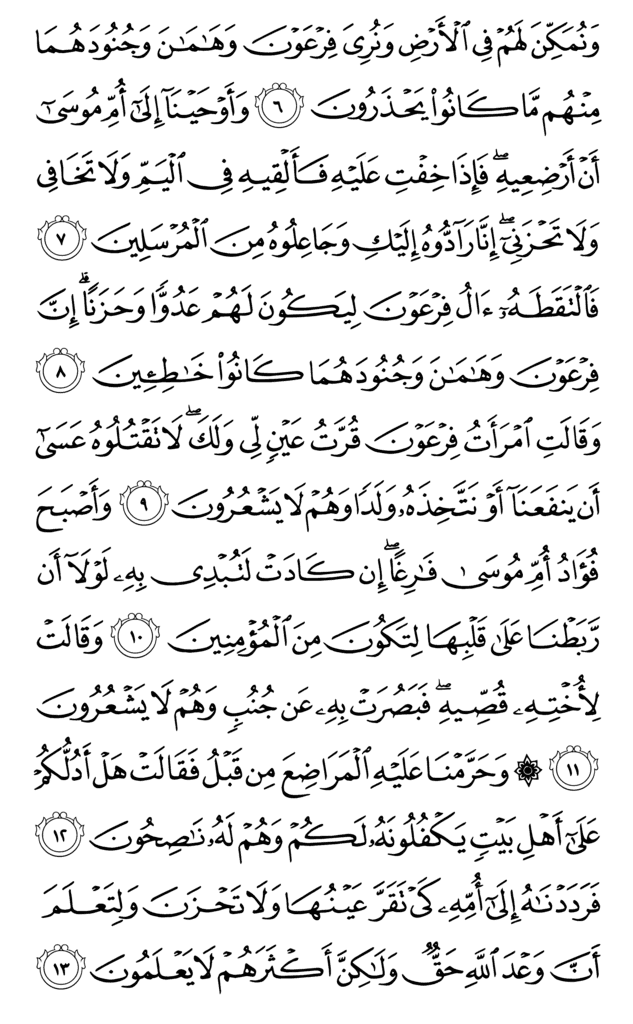 وَنُمَكِّنَ لَهُمۡ فِي ٱلۡأَرۡضِ وَنُرِيَ فِرۡعَوۡنَ وَهَٰمَٰنَ وَجُنُودَهُمَا
مِنۡهُم مَّا كَانُواْ يَحۡذَرُونَ ٦ وَأَوۡحَيۡنَآ إِلَىٰٓ أُمِّ مُوسَىٰٓ
أَنۡ أَرۡضِعِيهِۖ فَإِذَا خِفۡتِ عَلَيۡهِ فَأَلۡقِيهِ فِي ٱلۡيَمِّ وَلَا تَخَافِي
وَلَا تَحۡزَنِيٓۖ إِنَّا رَآدُّوهُ إِلَيۡكِ وَجَاعِلُوهُ مِنَ ٱلۡمُرۡسَلِينَ ٧
فَٱلۡتَقَطَهُۥٓ ءَالُ فِرۡعَوۡنَ لِيَكُونَ لَهُمۡ عَدُوّٗا وَحَزَنًاۗ إِنَّ
فِرۡعَوۡنَ وَهَٰمَٰنَ وَجُنُودَهُمَا كَانُواْ خَٰطِـِٔينَ ٨
وَقَالَتِ ٱمۡرَأَتُ فِرۡعَوۡنَ قُرَّتُ عَيۡنٖ لِّي وَلَكَۖ لَا تَقۡتُلُوهُ عَسَىٰٓ
أَن يَنفَعَنَآ أَوۡ نَتَّخِذَهُۥ وَلَدٗا وَهُمۡ لَا يَشۡعُرُونَ ٩ وَأَصۡبَحَ
فُؤَادُ أُمِّ مُوسَىٰ فَٰرِغًاۖ إِن كَادَتۡ لَتُبۡدِي بِهِۦ لَوۡلَآ أَن
رَّبَطۡنَا عَلَىٰ قَلۡبِهَا لِتَكُونَ مِنَ ٱلۡمُؤۡمِنِينَ ١٠ وَقَالَتۡ
لِأُخۡتِهِۦ قُصِّيهِۖ فَبَصُرَتۡ بِهِۦ عَن جُنُبٖ وَهُمۡ لَا يَشۡعُرُونَ
١١ ۞ وَحَرَّمۡنَا عَلَيۡهِ ٱلۡمَرَاضِعَ مِن قَبۡلُ فَقَالَتۡ هَلۡ أَدُلُّكُمۡ
عَلَىٰٓ أَهۡلِ بَيۡتٖ يَكۡفُلُونَهُۥ لَكُمۡ وَهُمۡ لَهُۥ نَٰصِحُونَ ١٢
فَرَدَدۡنَٰهُ إِلَىٰٓ أُمِّهِۦ كَيۡ تَقَرَّ عَيۡنُهَا وَلَا تَحۡزَنَ وَلِتَعۡلَمَ
أَنَّ وَعۡدَ ٱللَّهِ حَقّٞ وَلَٰكِنَّ أَكۡثَرَهُمۡ لَا يَعۡلَمُونَ ١٣